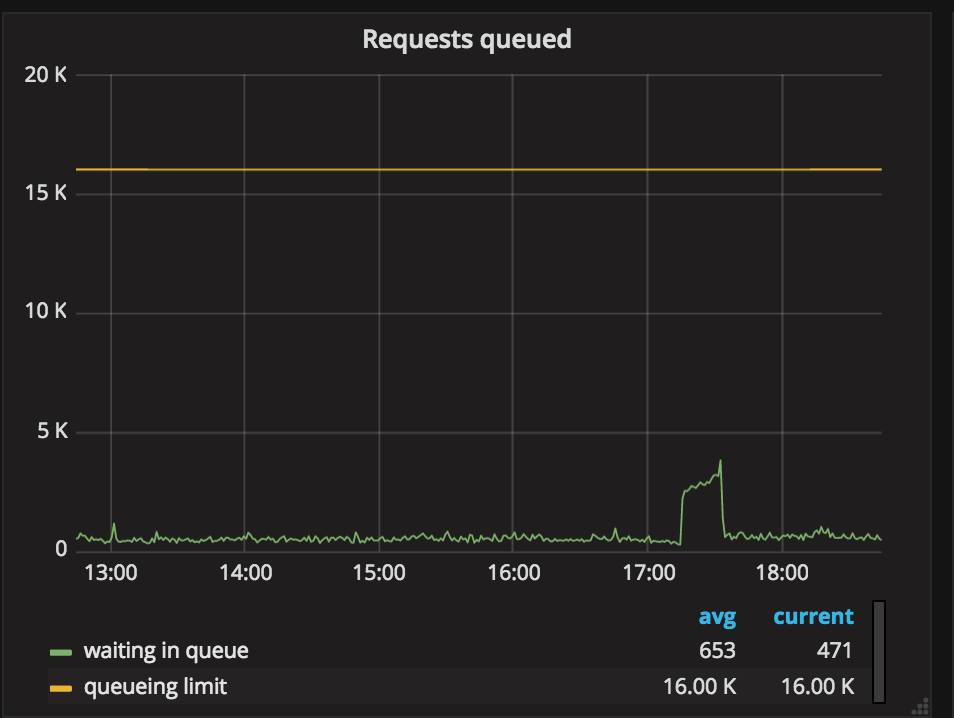 Requests queued
20 K
15 K
10 K
5 K
0
13:00 14:00 15:00 16:00 17:00 18:00
avg current
waiting in queue 653 471
queueing limit 16.00 K 16.00 K